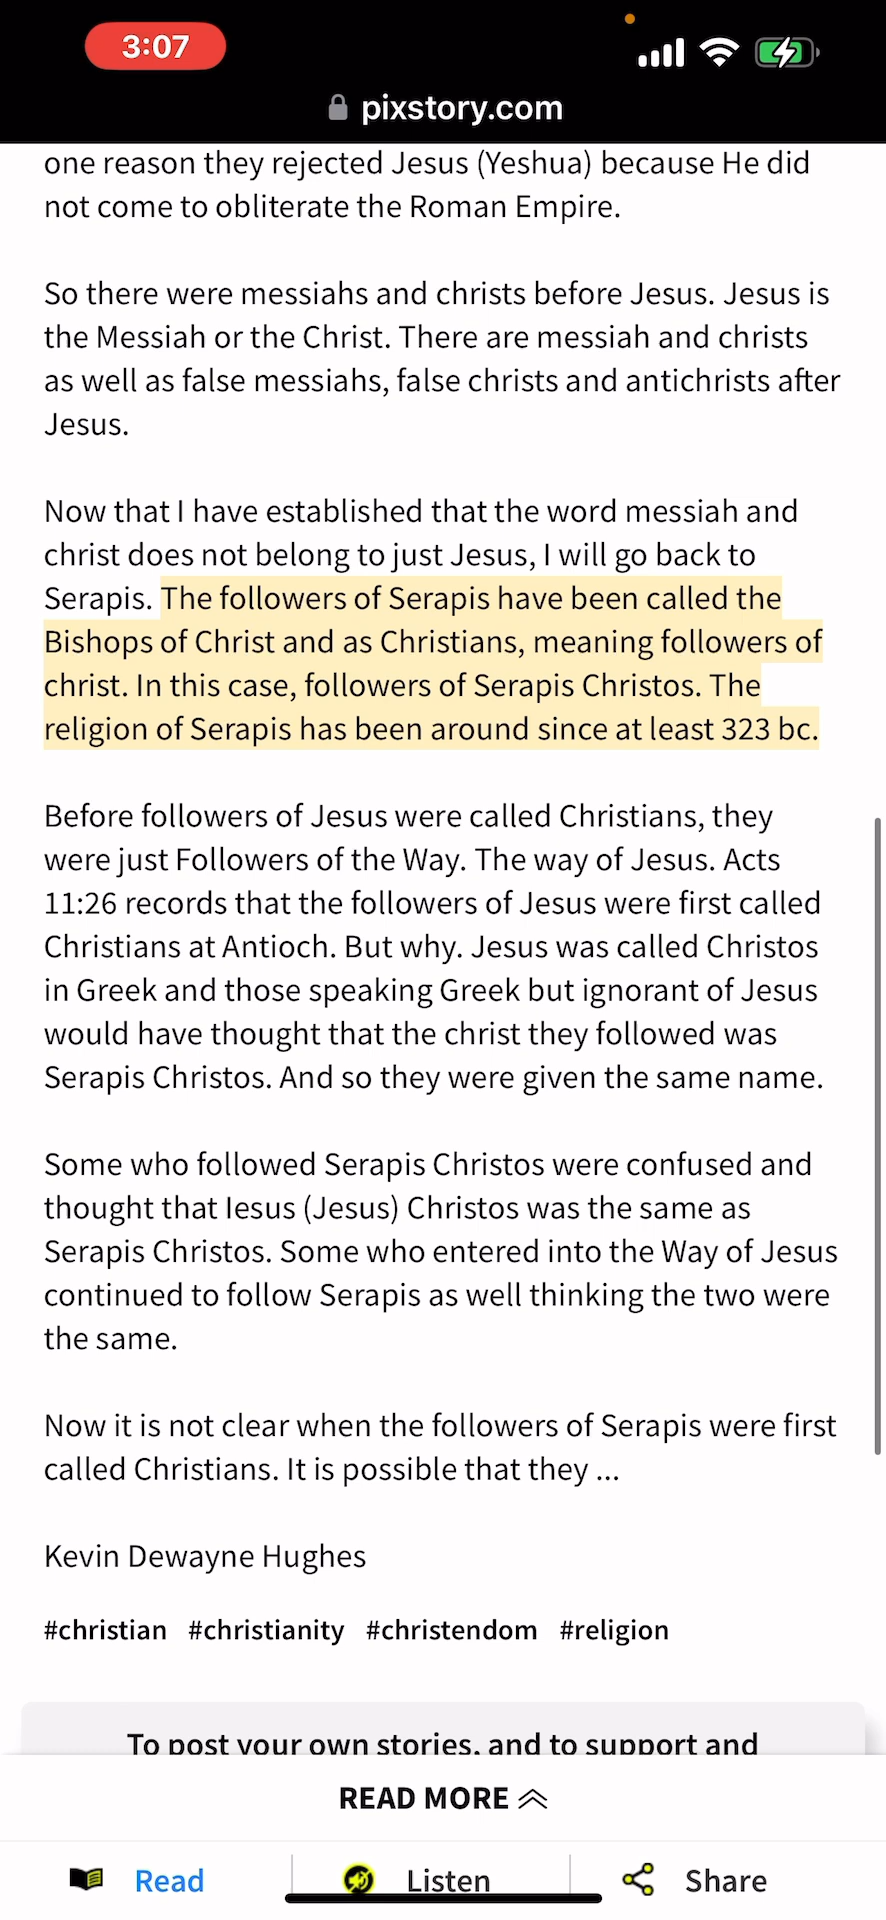 3:07
pixstory.com
one reason they rejected Jesus (Yeshua) because He did
not come to obliterate the Roman Empire.
So there were messiahs and christs before Jesus. Jesus is
the Messiah or the Christ. There are messiah and christs
as well as false messiahs, false christs and antichrists after
Jesus.
Now that I have established that the word messiah and
christ does not belong to just Jesus, I will go back to
Serapis. The followers of Serapis have been called the
Bishops of Christ and as Christians, meaning followers of
christ. In this case, followers of Serapis Christos. The
religion of Serapis has been around since at least 323 bc.
Before followers of Jesus were called Christians, they
were just Followers of the Way. The way of Jesus. Acts
11:26 records that the followers of Jesus were first called
Christians at Antioch. But why. Jesus was called Christos
in Greek and those speaking Greek but ignorant of Jesus
would have thought that the christ they followed was
Serapis Christos. And so they were given the same name.
Some who followed Serapis Christos were confused and
thought that Iesus (Jesus) Christos was the same as
Serapis Christos. Some who entered into the Way of Jesus
continued to follow Serapis as well thinking the two were
the same.
Now it is not clear when the followers of Serapis were first
called Christians. It is possible that they ...
Kevin Dewayne Hughes
#christian #christianity #christendom #religion
To post your own stories, and to support and
READ MORE
Read Listen Share